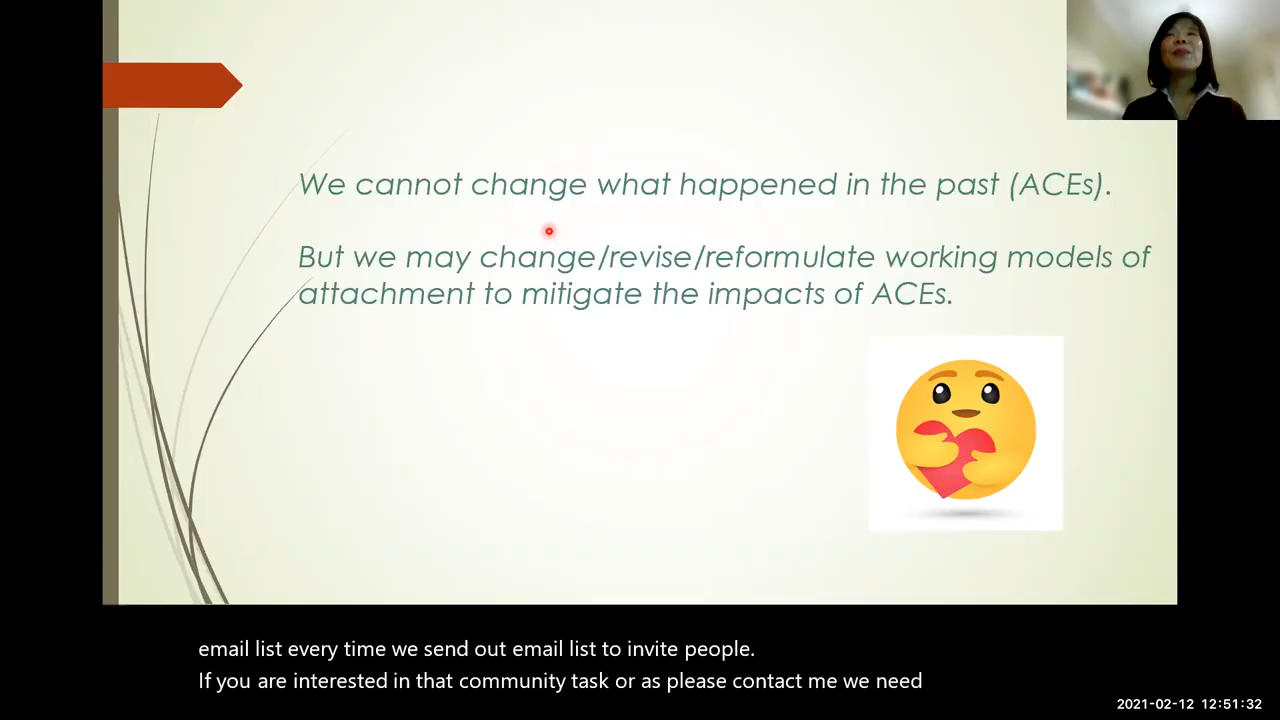 We cannot change what happened in the past (ACEs).
But we may change/revise/reformulate working models of
attachment to mitigate the impacts of ACEs.
email list every time we send out email list to invite people.
If you are interested in that community task or as please contact me we need
2021-02-12 12:51:32